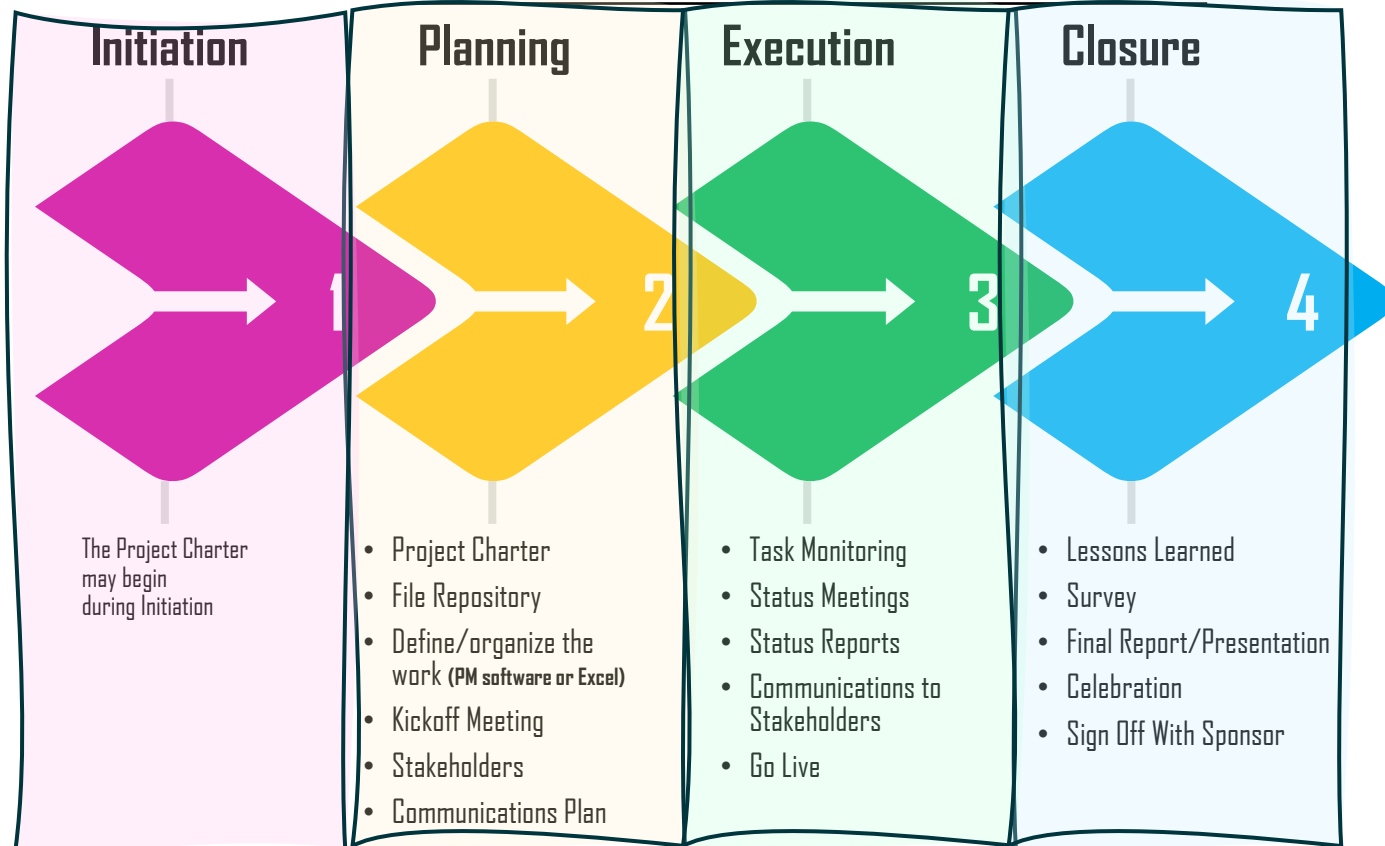 Initiation
Planning
Execution
Closure
1
2
3
4
The Project Charter
may begin
during Initiation
• Project Charter
• File Repository
• Define/organize the
work (PM software or Excel)
• Kickoff Meeting
• Stakeholders
• Communications Plan
• Task Monitoring
• Status Meetings
• Status Reports
• Communications to
Stakeholders
• Go Live
• Lessons Learned
• Survey
• Final Report/Presentation
• Celebration
• Sign Off With Sponsor